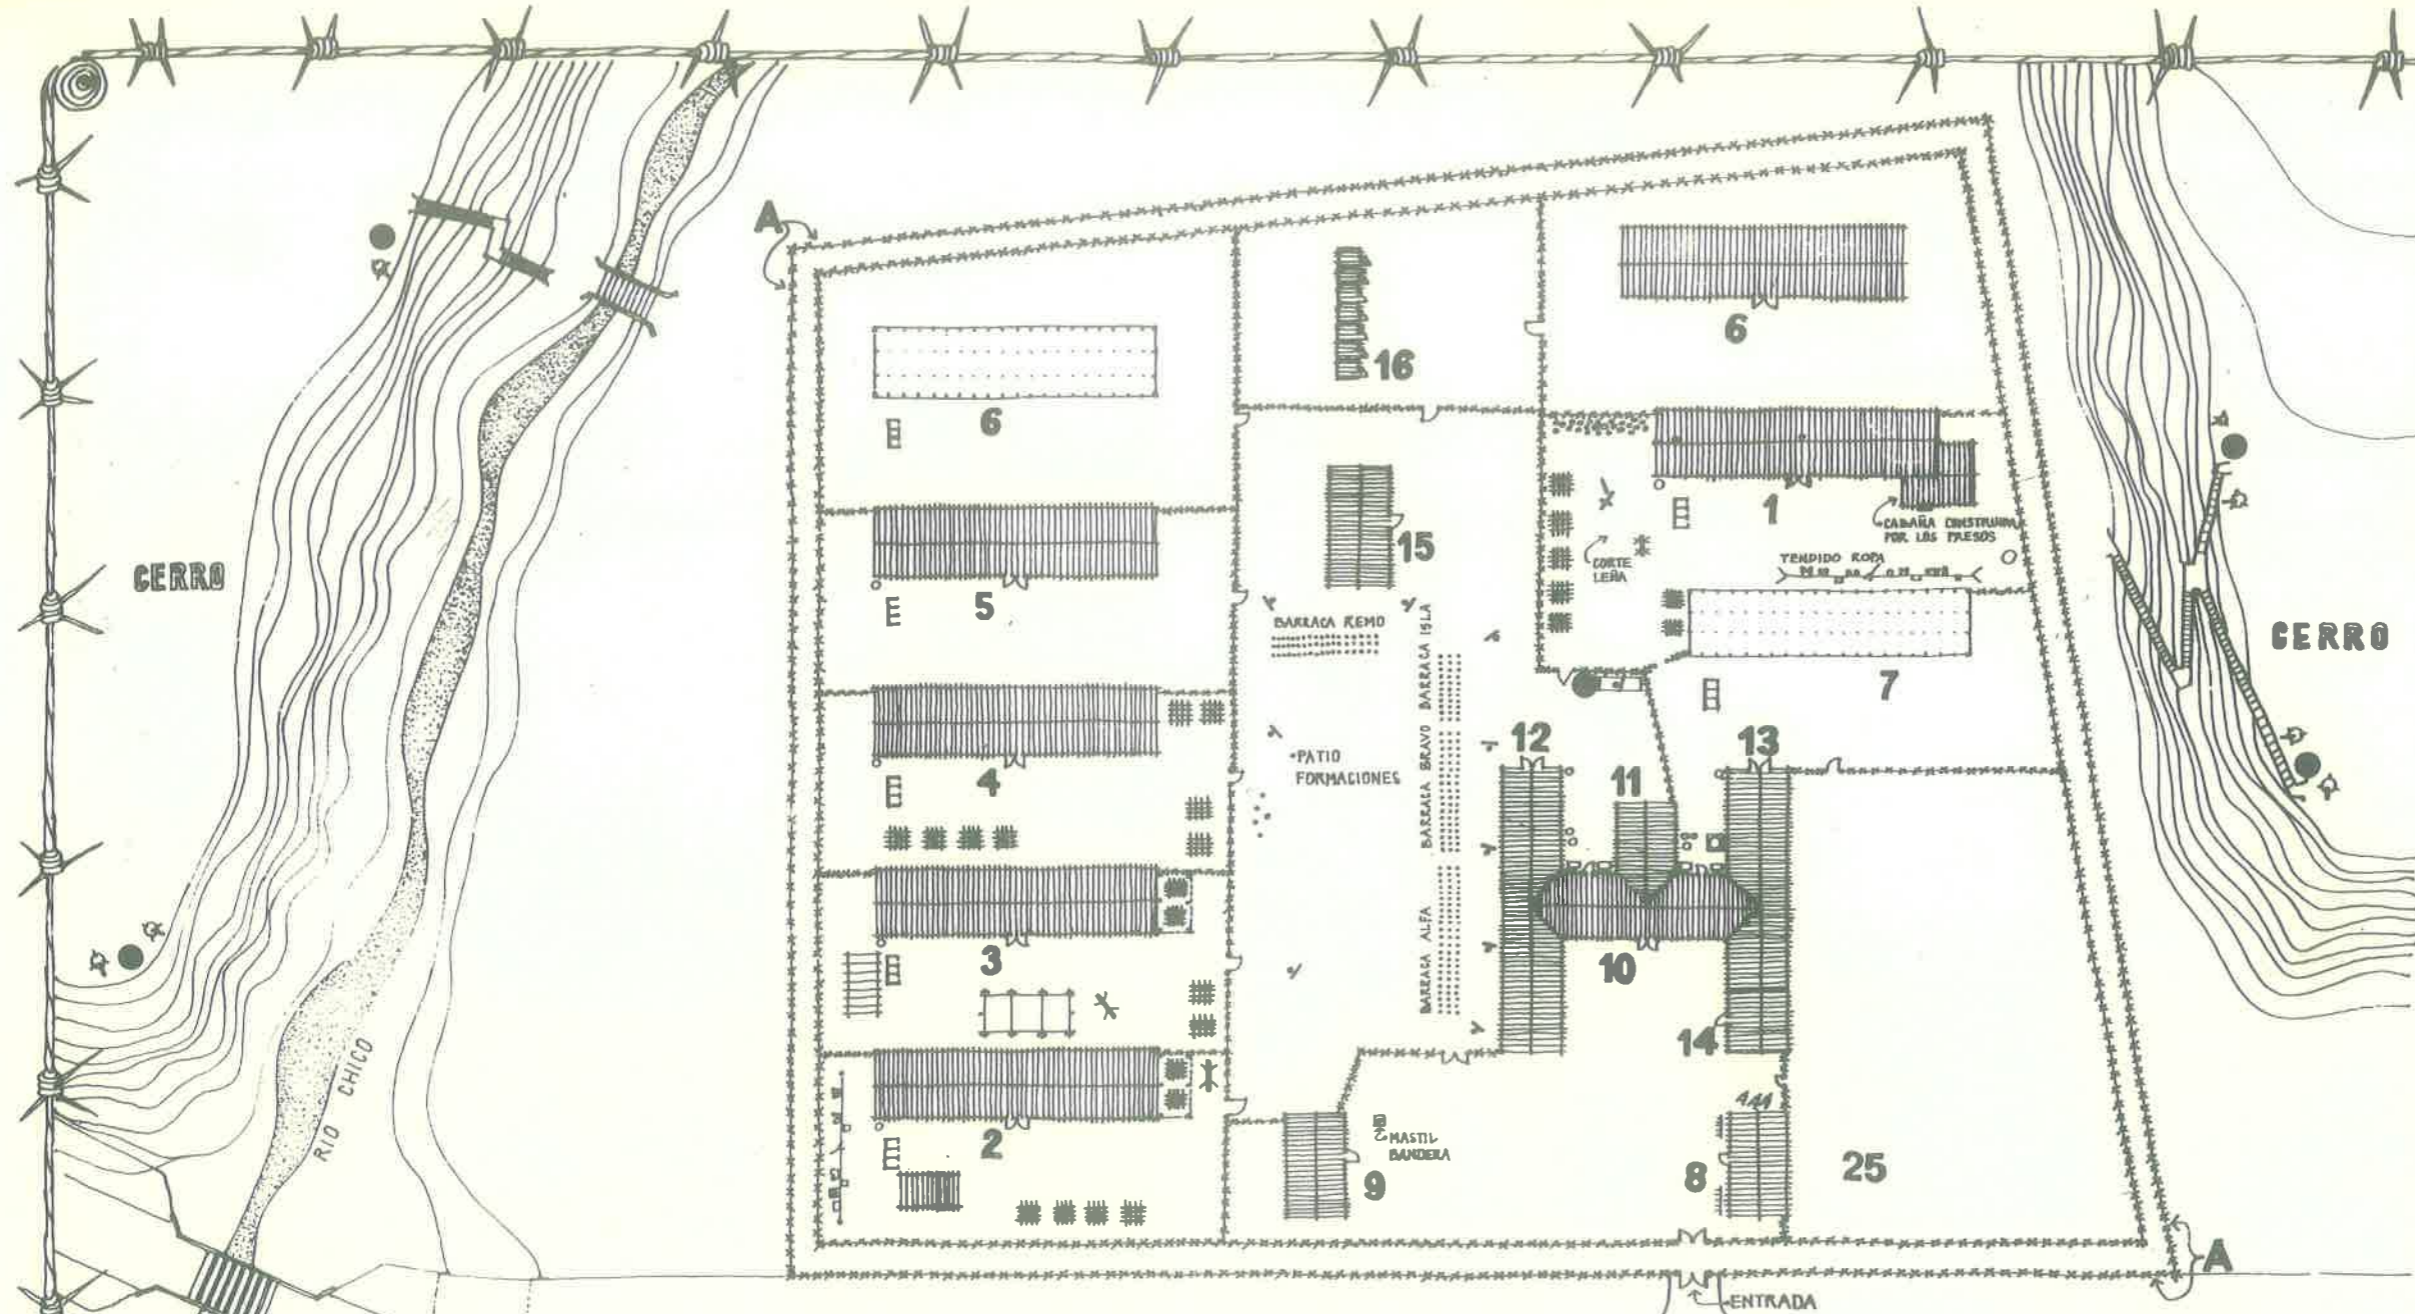 A
6
16
6
1
CABAÑA CONSTRUIDA
POR LOS PRESOS
15
CORTE
LEÑA
TENDIDO ROPA
CERRO
5
BARRACA REMO
BARRACA ISLA
CERRO
7
4
PATIO
FORMACIONES
BARRACA BRAVO
12
11
13
3
BARRACA ALFA
10
14
RIO CHICO
2
MASTIL
BANDERA
9
8
25
A
ENTRADA